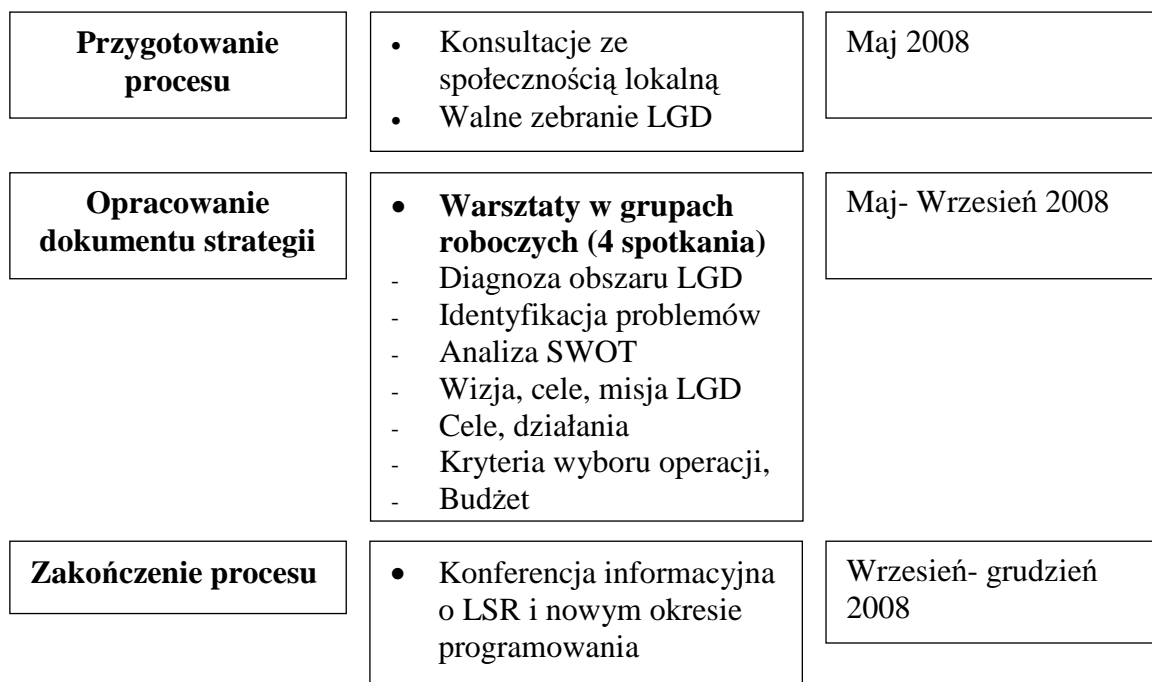 Przygotowanie
procesu
• Konsultacje ze
społecznością lokalną
• Walne zebranie LGD
Maj 2008
Opracowanie
dokumentu strategii
• Warsztaty w grupach
roboczych (4 spotkania)
- Diagnoza obszaru LGD
- Identyfikacja problemów
- Analiza SWOT
- Wizja, cele, misja LGD
- Cele, działania
- Kryteria wyboru operacji,
- Budżet
Maj- Wrzesień 2008
Zakończenie procesu
• Konferencja informacyjna
o LSR i nowym okresie
programowania
Wrzesień- grudzień
2008